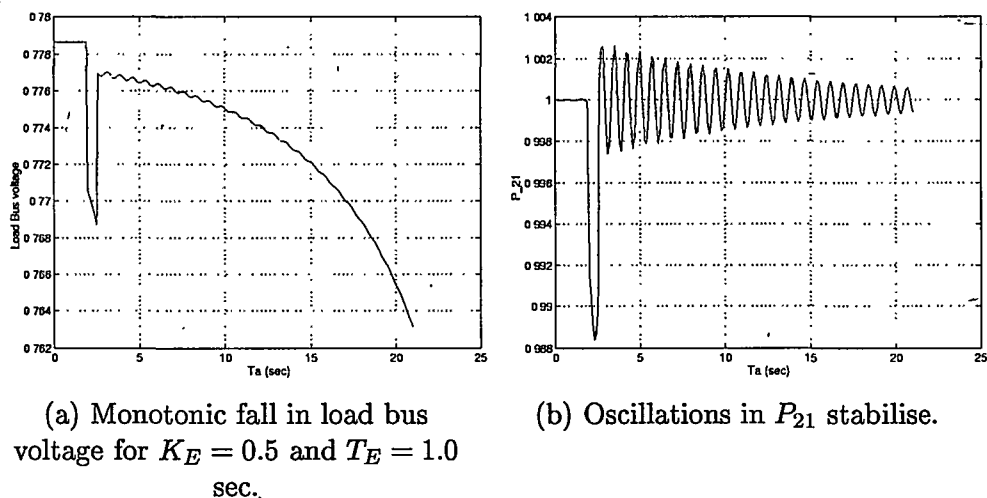 0.78
0 778
0 776
0 774
0 772
0 77
0 768
0 766
0 764
0 762
Load Bus voltage
0 5 10 15 20 25
Ta (sec)
1 004
1 002
1
0 998
0 996
0 994
0 992
0 99
0 988
P_21
0 5 10 15 20 25
Ta (sec)
(a) Monotonic fall in load bus
voltage for K_E = 0.5 and T_E = 1.0
sec.
(b) Oscillations in P_21 stabilise.